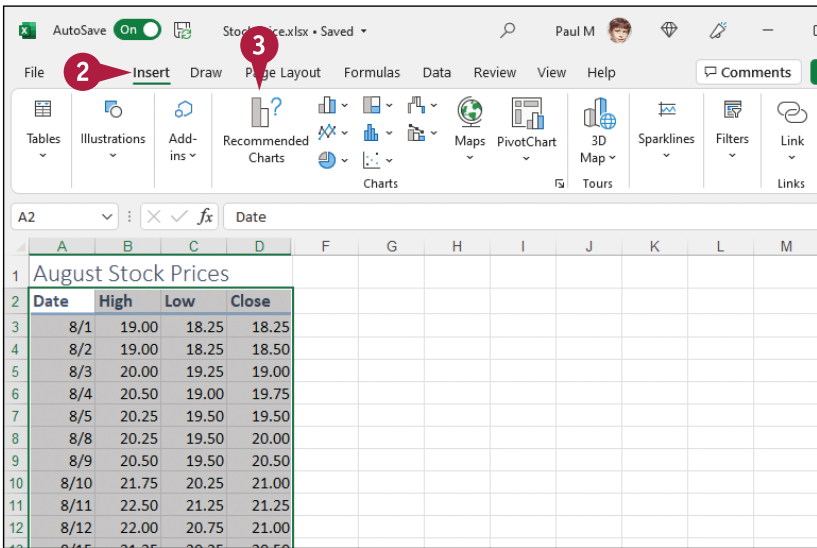 AutoSave On Stoc ice.xlsx • Saved Paul M
3
File 2 Insert Draw Page Layout Formulas Data Review View Help Comments
Tables Illustrations Add-ins Recommended Charts Maps PivotChart 3D Map Sparklines Filters Link
Charts Tours Links
A2 fx Date
A B C D F G H I J K L M
1 August Stock Prices
2 Date High Low Close
3 8/1 19.00 18.25 18.25
4 8/2 19.00 18.25 18.50
5 8/3 20.00 19.25 19.00
6 8/4 20.50 19.00 19.75
7 8/5 20.25 19.50 19.50
8 8/8 20.25 19.50 20.00
9 8/9 20.50 19.50 20.50
10 8/10 21.75 20.25 21.00
11 8/11 22.50 21.25 21.25
12 8/12 22.00 20.75 21.00